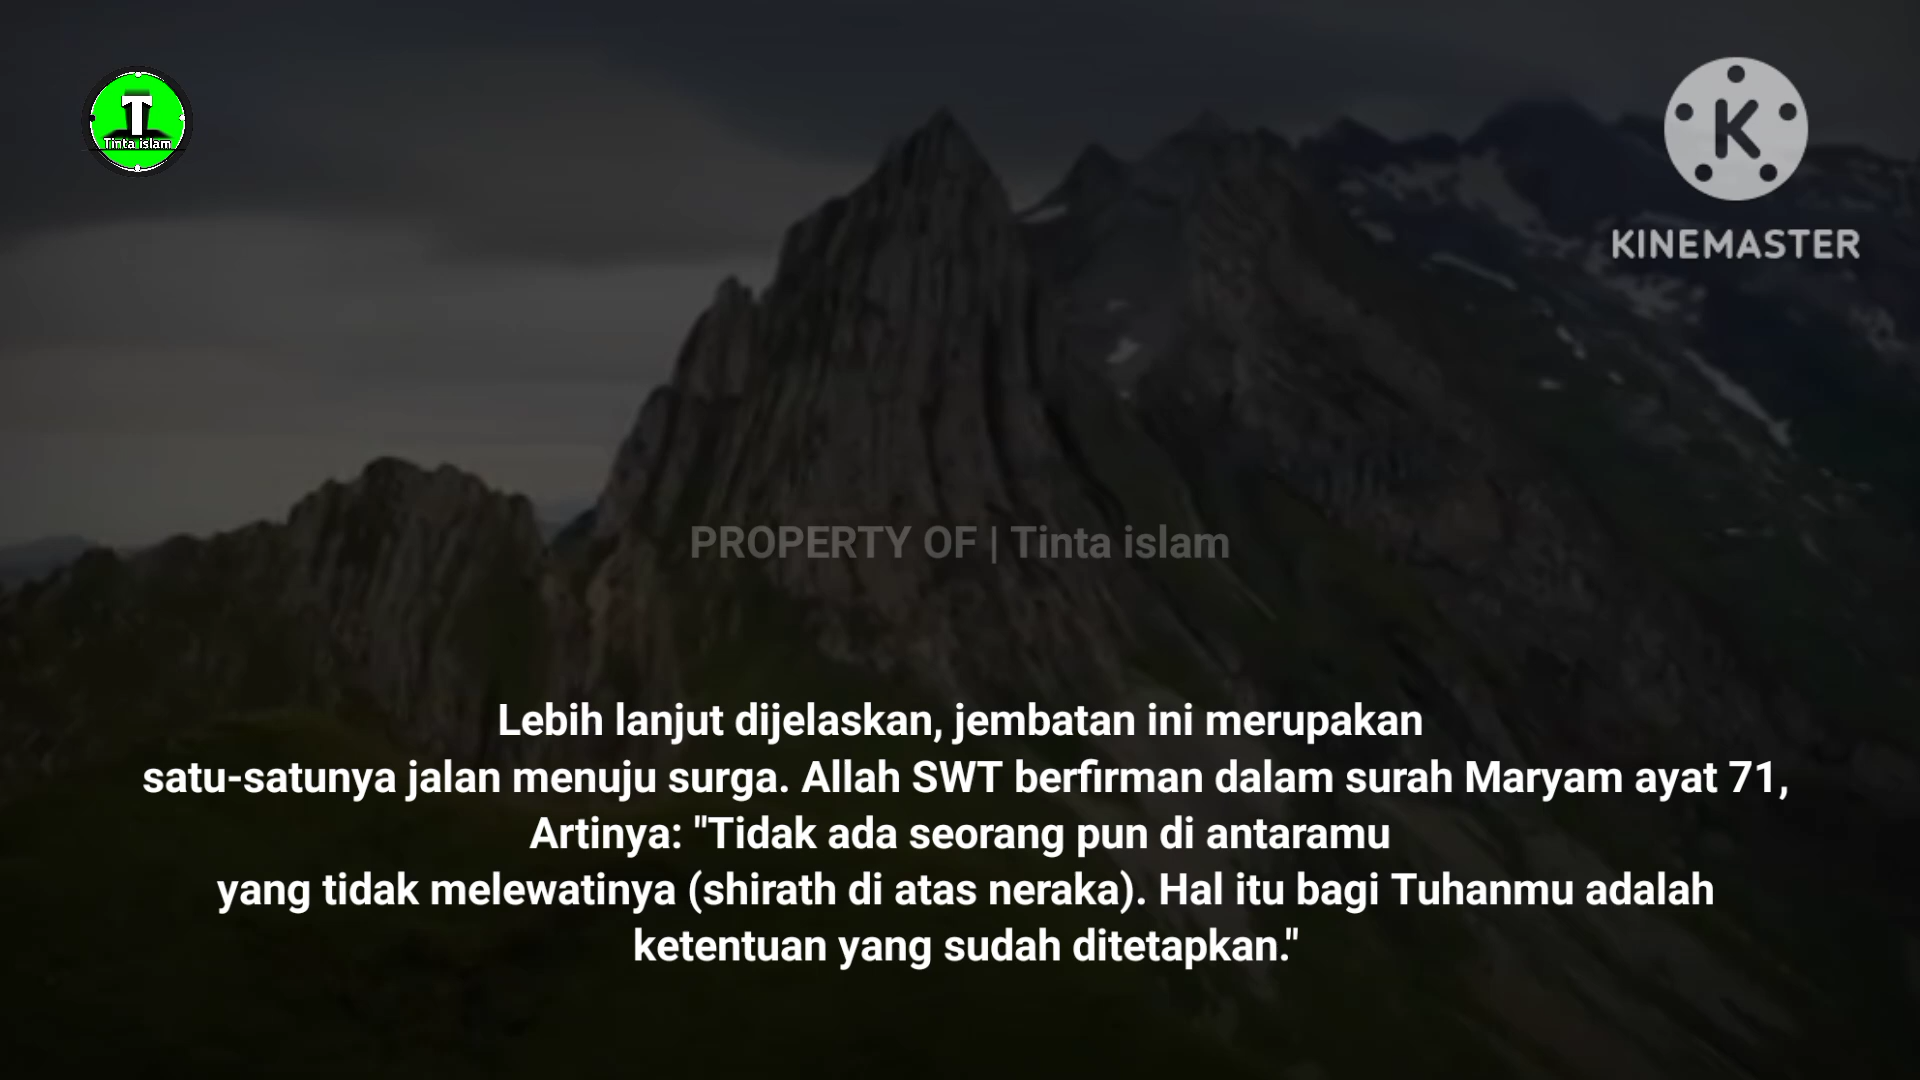 T
Tinta islam
K
KINEMASTER
PROPERTY OF | Tinta islam
Lebih lanjut dijelaskan, jembatan ini merupakan
satu-satunya jalan menuju surga. Allah SWT berfirman dalam surah Maryam ayat 71,
Artinya: "Tidak ada seorang pun di antaramu
yang tidak melewatinya (shirath di atas neraka). Hal itu bagi Tuhanmu adalah
ketentuan yang sudah ditetapkan."